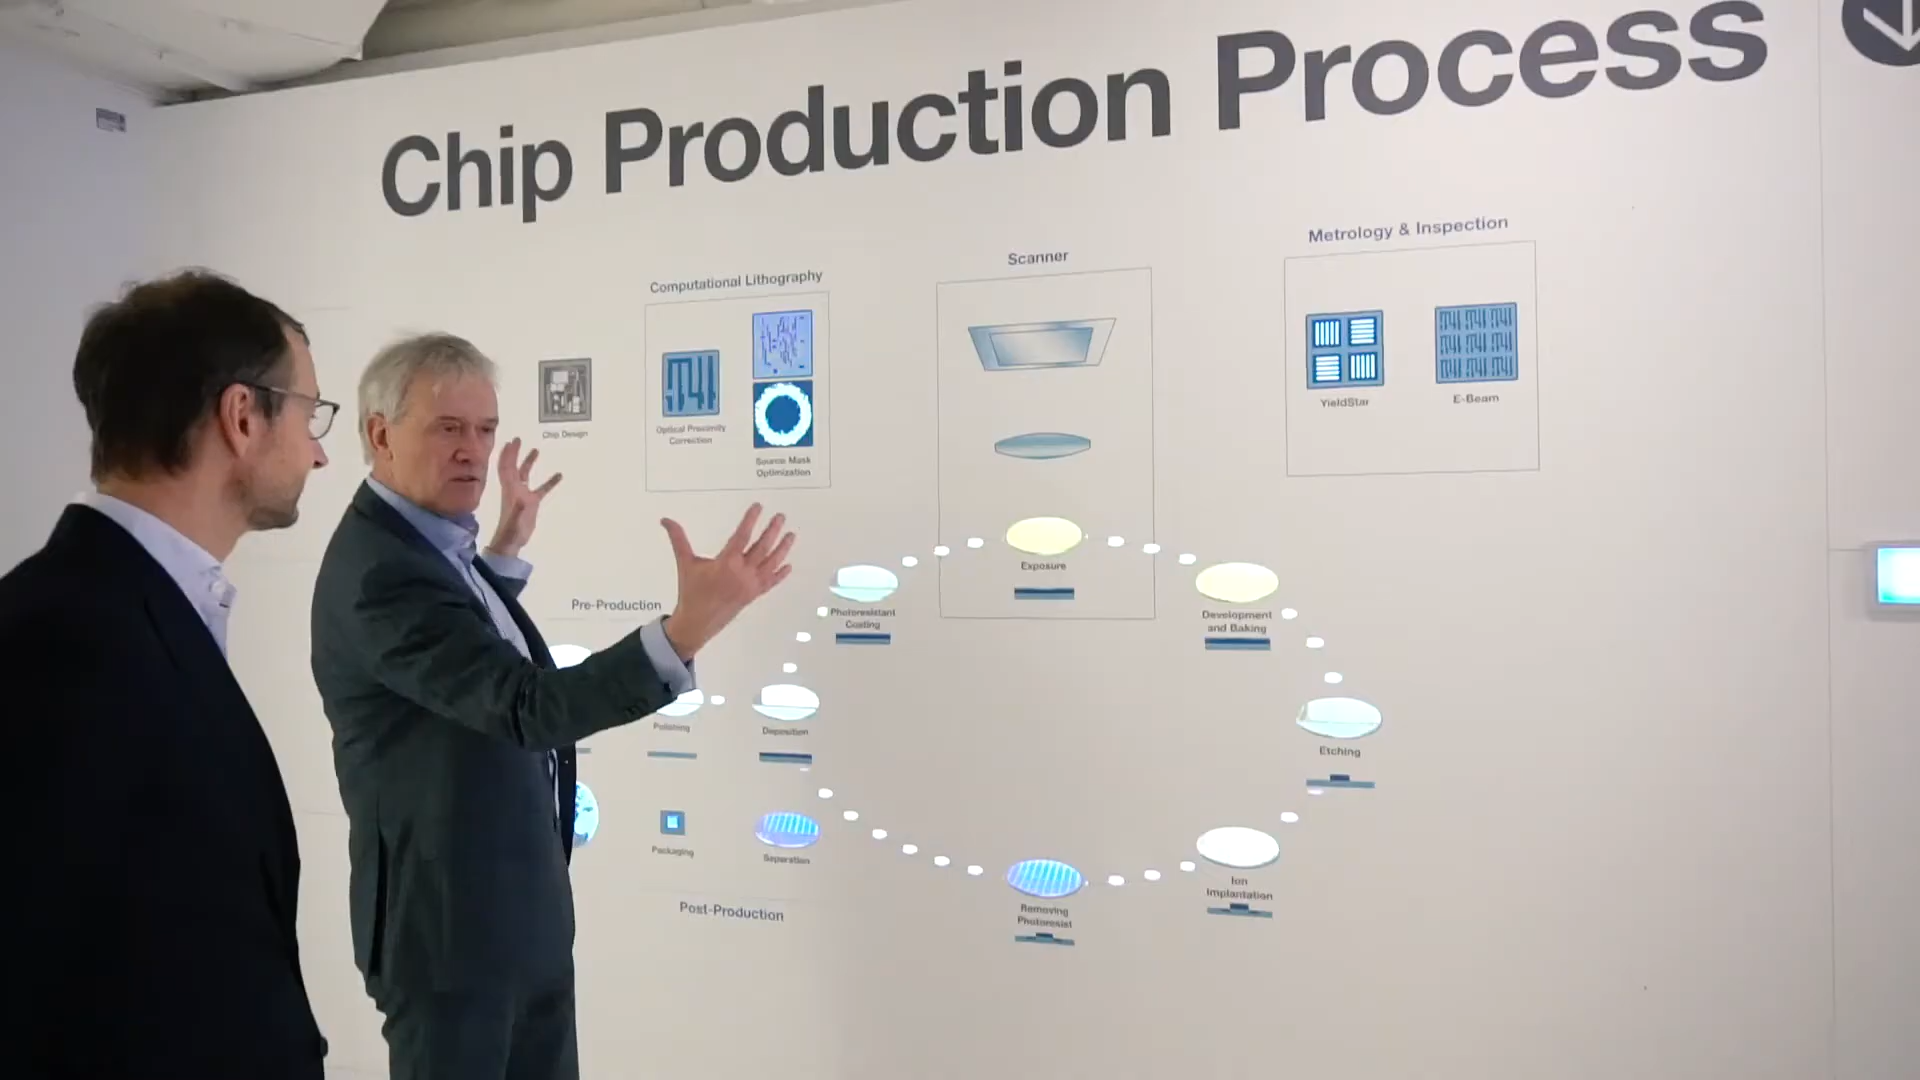 Chip Production Process
Metrology & Inspection
Scanner
Computational Lithography
YieldStar
E-Beam
Chip Design
Optical Proximity
Correction
Source Mask
Optimization
Exposure
Pre-Production
Photoresistant
Coating
Development
and Baking
Polishing
Deposition
Etching
Packaging
Separation
Ion
Implantation
Removing
Photoresist
Post-Production